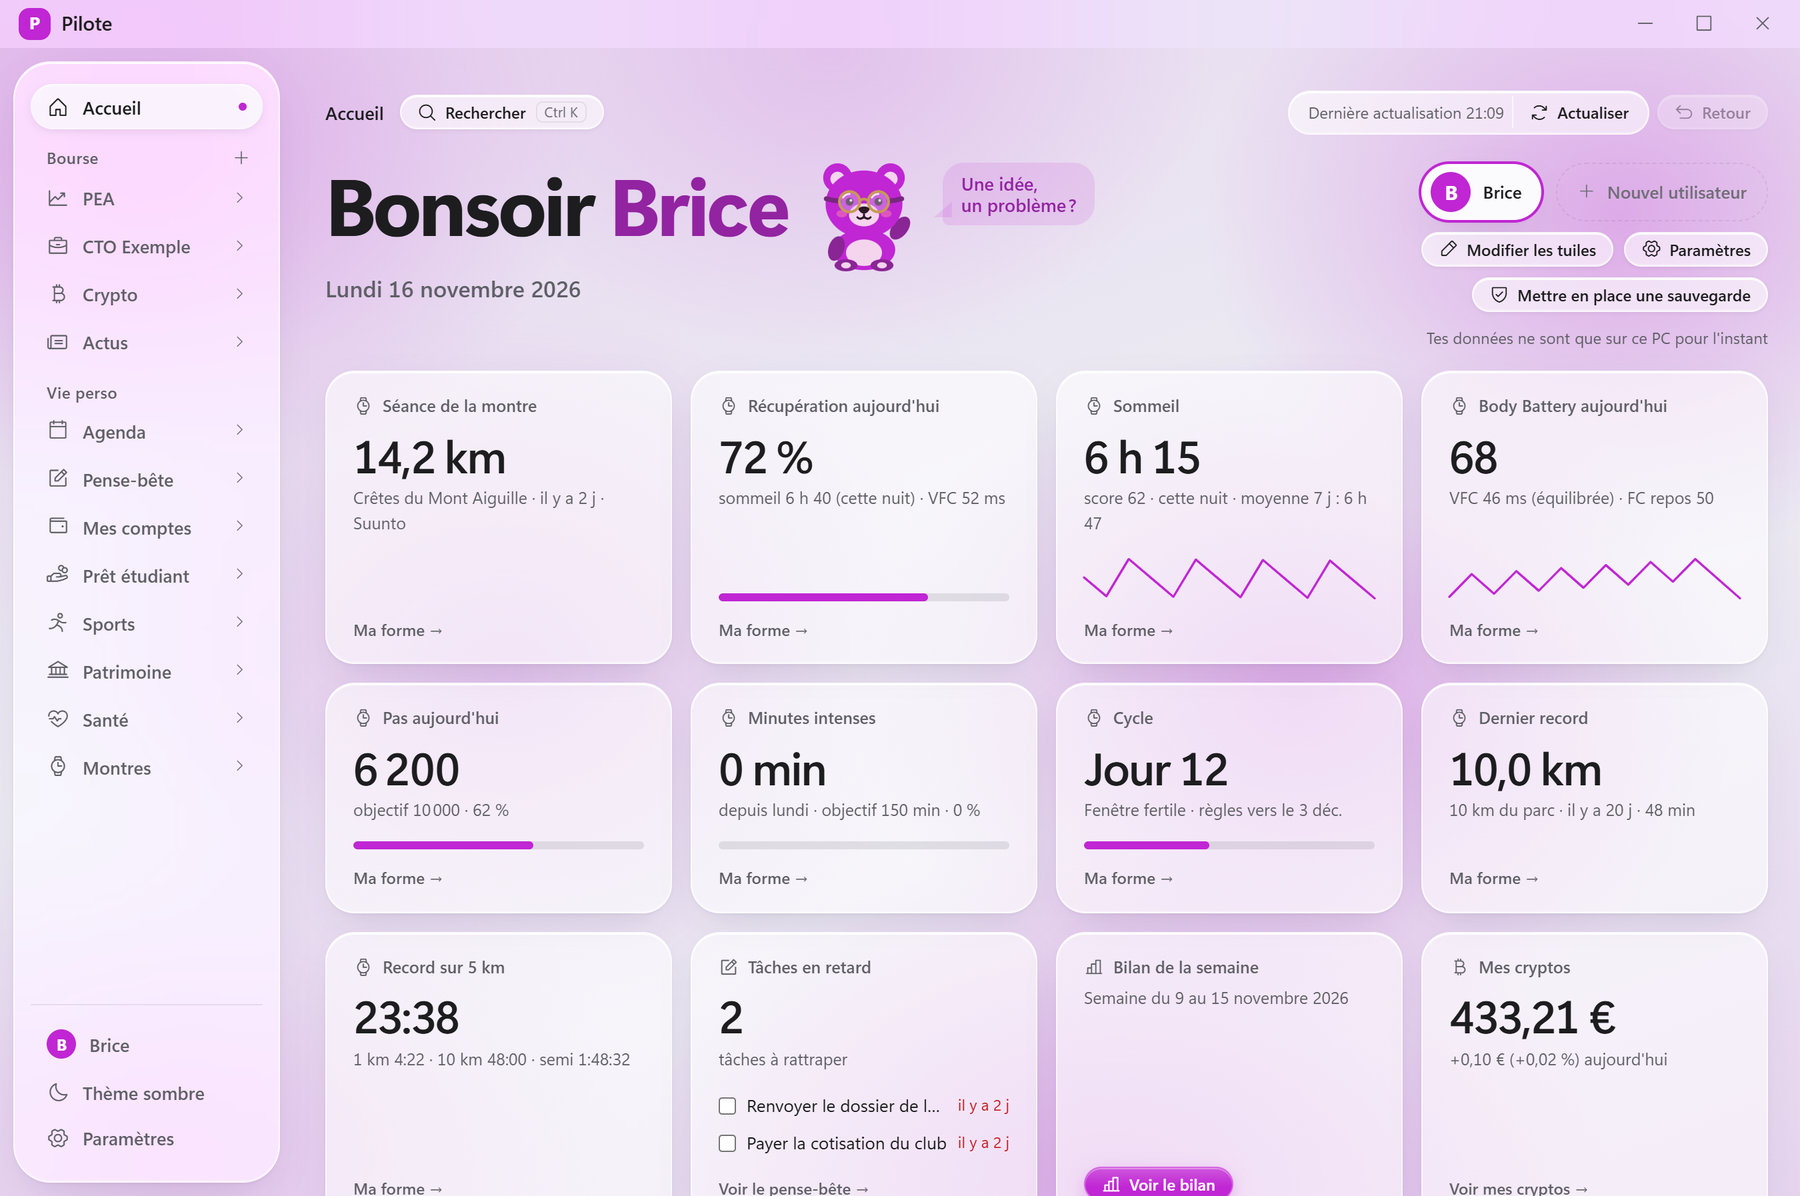 P Pilote
Accueil
Bourse
PEA
CTO Exemple
Crypto
Actus
Vie perso
Agenda
Pense-bête
Mes comptes
Prêt étudiant
Sports
Patrimoine
Santé
Montres
B Brice
Thème sombre
Paramètres
Accueil
Rechercher Ctrl K
Dernière actualisation 21:09
Actualiser
Retour
Bonsoir Brice
Lundi 16 novembre 2026
Une idée,
un problème ?
B Brice
Nouvel utilisateur
Modifier les tuiles
Paramètres
Mettre en place une sauvegarde
Tes données ne sont que sur ce PC pour l'instant
Séance de la montre
14,2 km
Crêtes du Mont Aiguille · il y a 2 j ·
Suunto
Ma forme →
Récupération aujourd'hui
72 %
sommeil 6 h 40 (cette nuit) · VFC 52 ms
Ma forme →
Sommeil
6 h 15
score 62 · cette nuit · moyenne 7 j : 6 h
47
Ma forme →
Body Battery aujourd'hui
68
VFC 46 ms (équilibrée) · FC repos 50
Ma forme →
Pas aujourd'hui
6 200
objectif 10 000 · 62 %
Ma forme →
Minutes intenses
0 min
depuis lundi · objectif 150 min · 0 %
Ma forme →
Cycle
Jour 12
Fenêtre fertile · règles vers le 3 déc.
Ma forme →
Dernier record
10,0 km
10 km du parc · il y a 20 j · 48 min
Ma forme →
Record sur 5 km
23:38
1 km 4:22 · 10 km 48:00 · semi 1:48:32
Ma forme →
Tâches en retard
2
tâches à rattraper
Renvoyer le dossier de l... il y a 2 j
Payer la cotisation du club il y a 2 j
Voir le pense-bête →
Bilan de la semaine
Semaine du 9 au 15 novembre 2026
Voir le bilan
Mes cryptos
433,21 €
+0,10 € (+0,02 %) aujourd'hui
Voir mes cryptos →